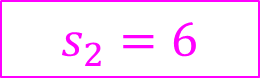 s₂ = 6